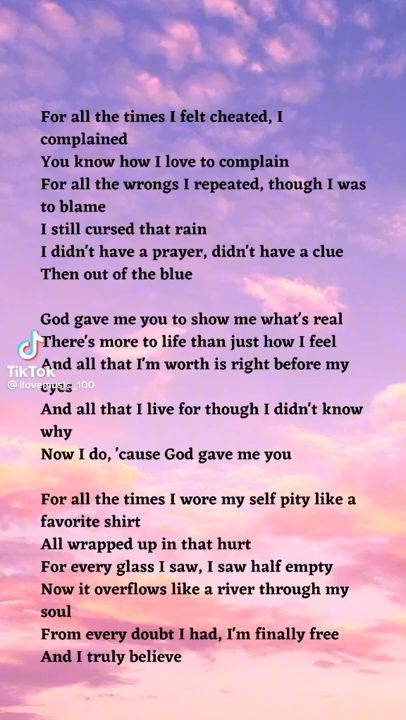 For all the times I felt cheated, I
complained
You know how I love to complain
For all the wrongs I repeated, though I was
to blame
I still cursed that rain
I didn't have a prayer, didn't have a clue
Then out of the blue
God gave me you to show me what's real
There's more to life than just how I feel
And all that I'm worth is right before my
eyes
And all that I live for though I didn't know
why
Now I do, 'cause God gave me you
For all the times I wore my self pity like a
favorite shirt
All wrapped up in that hurt
For every glass I saw, I saw half empty
Now it overflows like a river through my
soul
From every doubt I had, I'm finally free
And I truly believe
TikTok
@ilovemusic_100